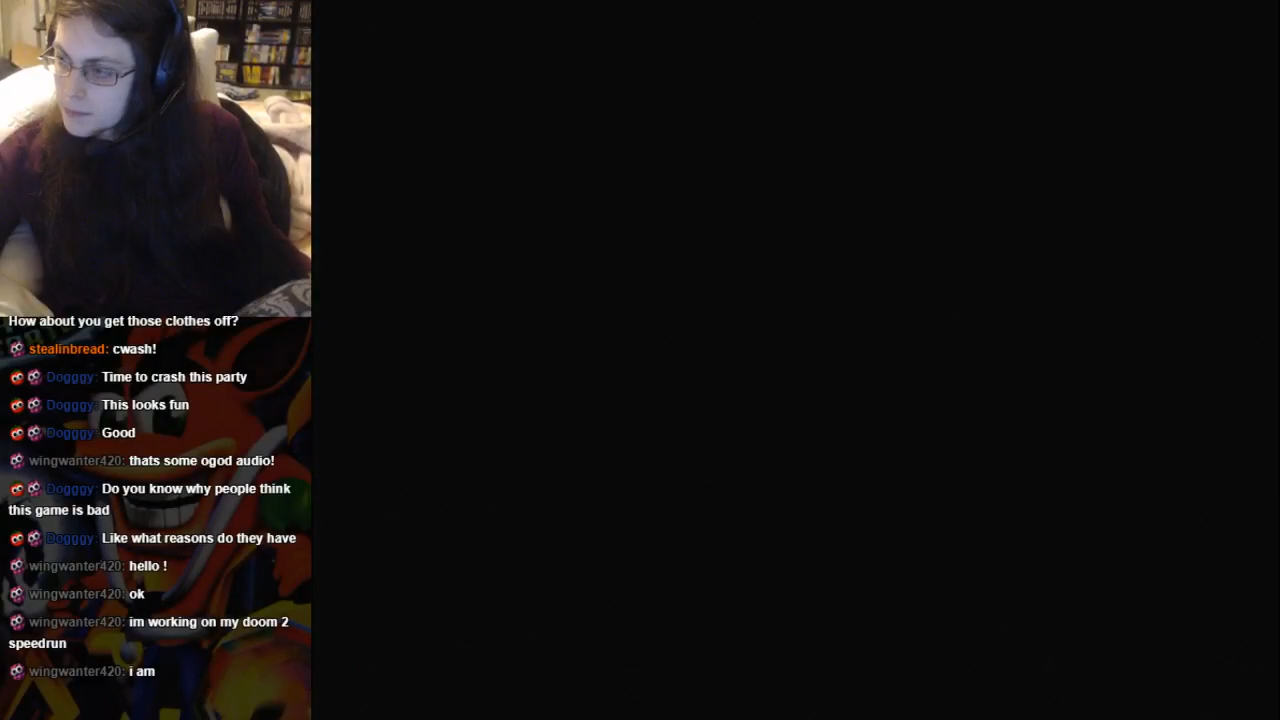 How about you get those clothes off?
stealinbread: cwash!
Dogggy: Time to crash this party
Dogggy: This looks fun
Dogggy: Good
wingwanter420: thats some ogod audio!
Dogggy: Do you know why people think
this game is bad
Dogggy: Like what reasons do they have
wingwanter420: hello !
wingwanter420: ok
wingwanter420: im working on my doom 2
speedrun
wingwanter420: i am